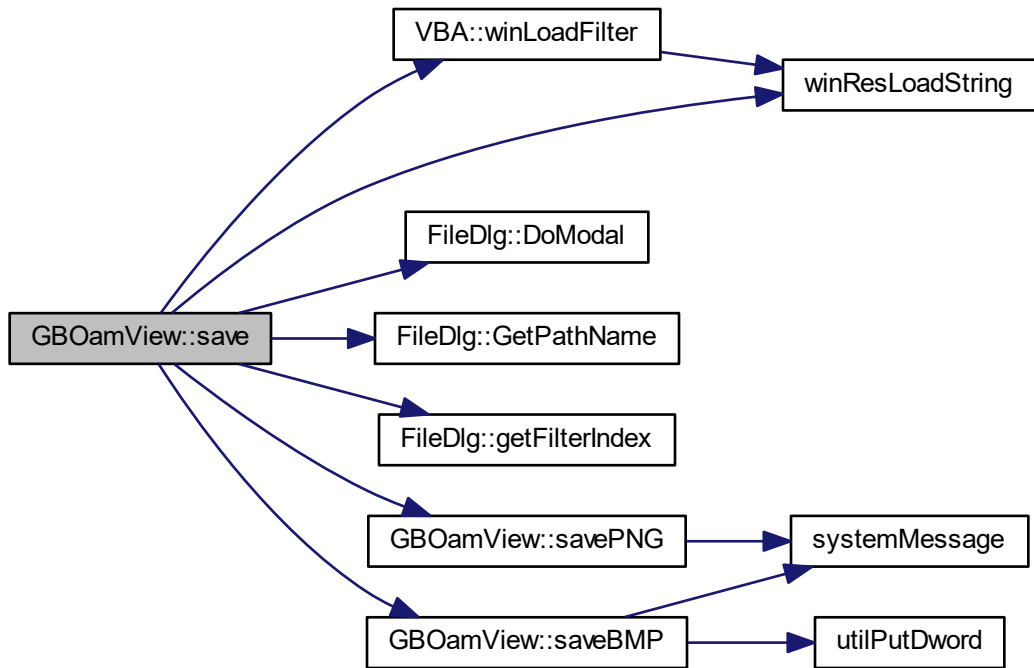 VBA::winLoadFilter
winResLoadString
FileDlg::DoModal
GBOamView::save
FileDlg::GetPathName
FileDlg::getFilterIndex
GBOamView::savePNG
systemMessage
GBOamView::saveBMP
utilPutDword